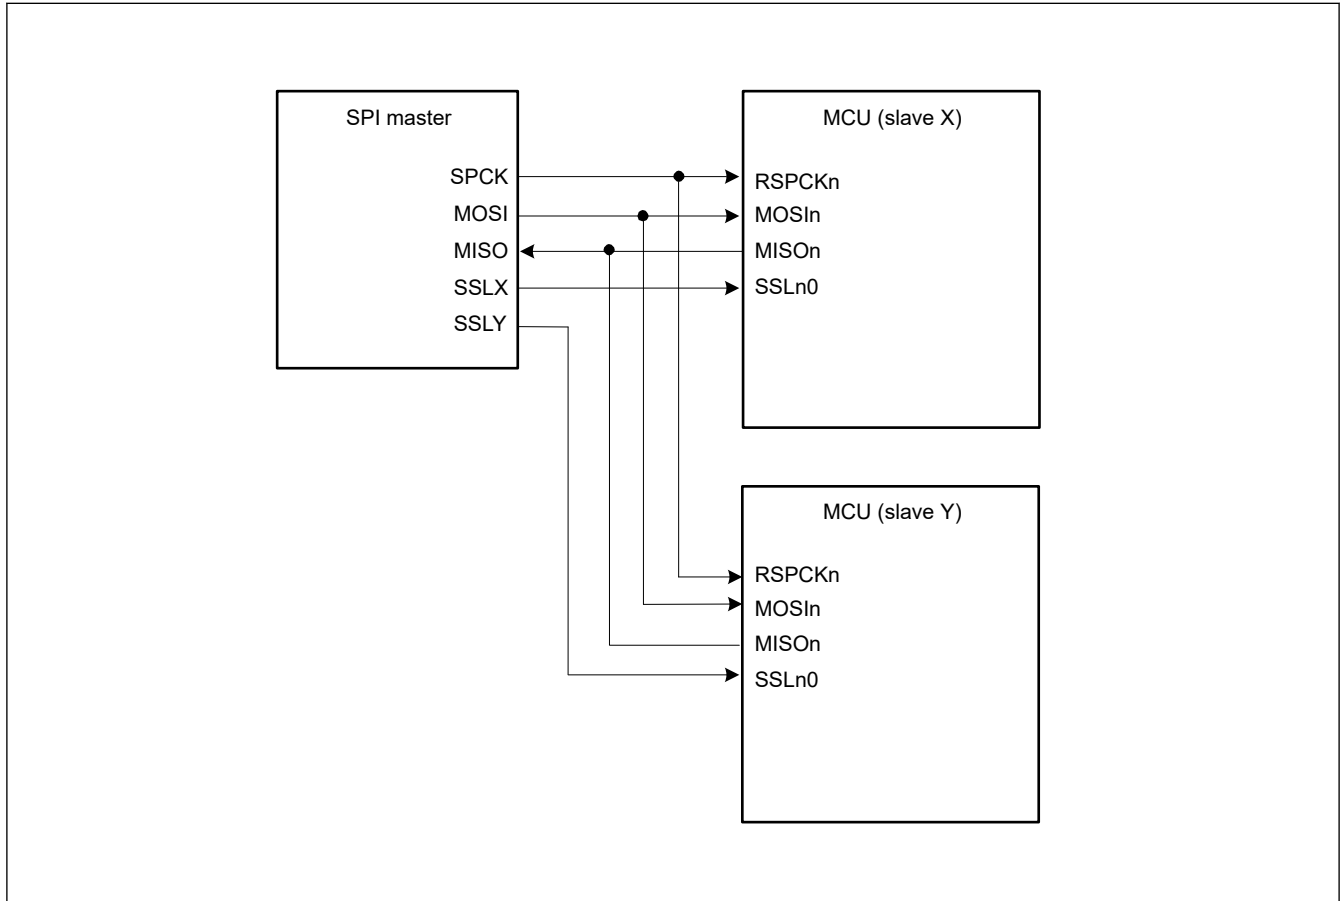 SPI master
SPCK
MOSI
MISO
SSLX
SSLY
MCU (slave X)
RSPCKn
MOSIn
MISOn
SSLn0
MCU (slave Y)
RSPCKn
MOSIn
MISOn
SSLn0